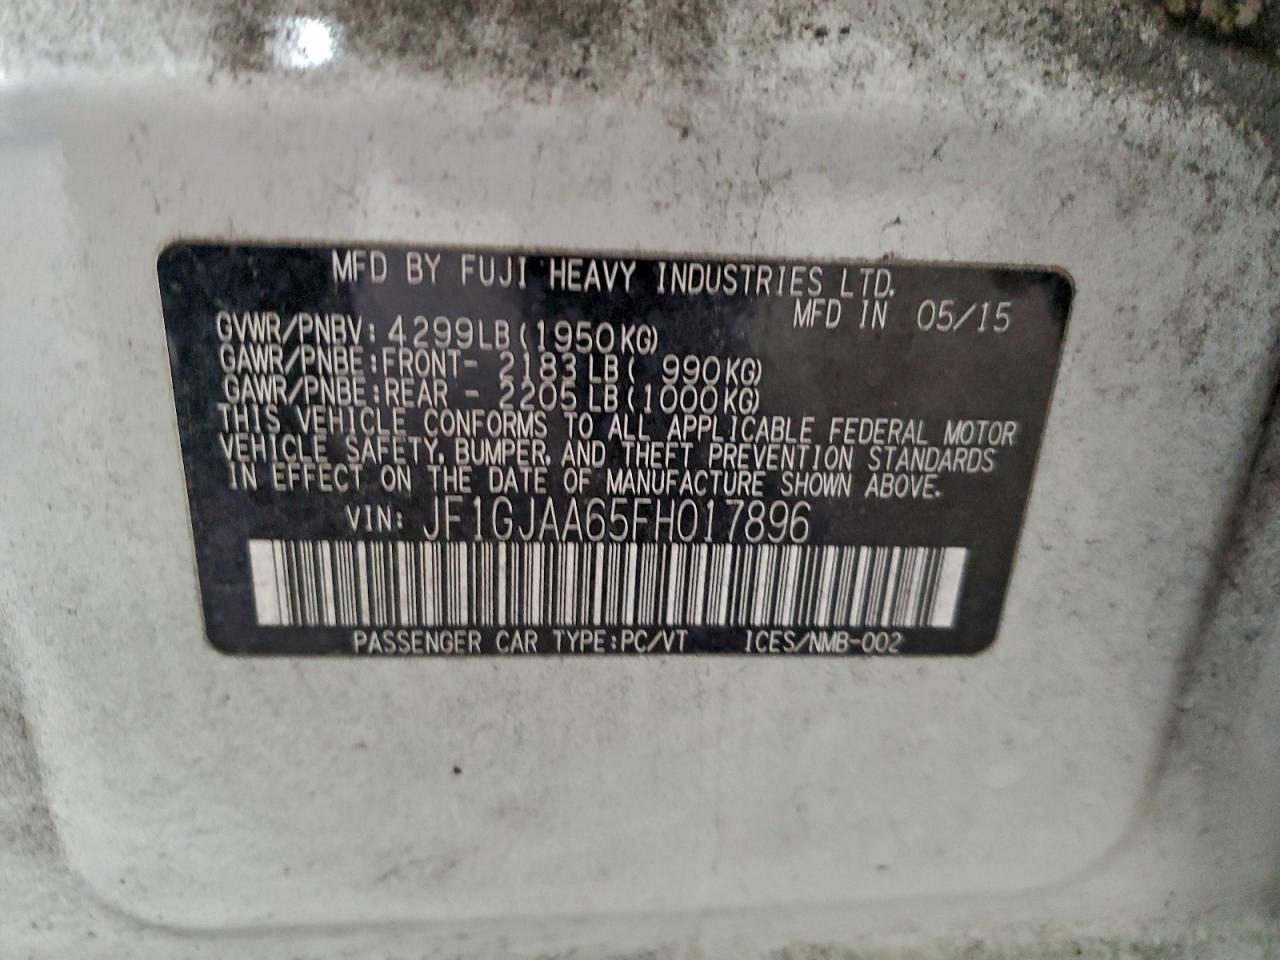 MFD BY FUJI HEAVY INDUSTRIES LTD.
MFD IN 05/15
GVWR/PNBV: 4299LB(1950KG)
GAWR/PNBE:FRONT- 2183LB( 990KG)
GAWR/PNBE:REAR - 2205LB(1000KG)
THIS VEHICLE CONFORMS TO ALL APPLICABLE FEDERAL MOTOR
VEHICLE SAFETY, BUMPER, AND THEFT PREVENTION STANDARDS
IN EFFECT ON THE DATE OF MANUFACTURE SHOWN ABOVE.
VIN: JF1GJAA65FH017896
PASSENGER CAR TYPE:PC/VT ICES/NMB-002